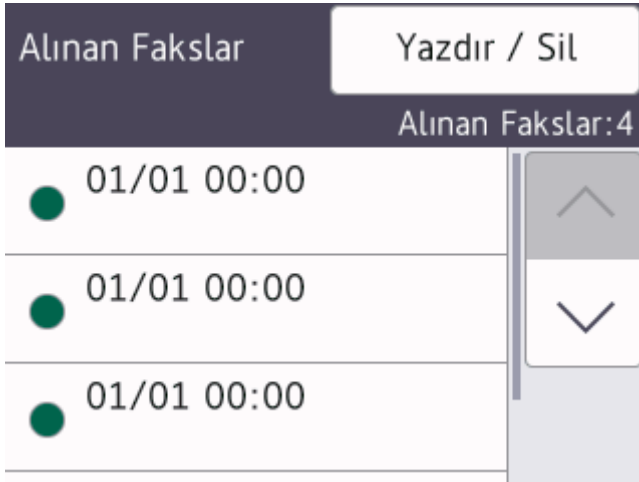 Alınan Fakslar
Yazdır / Sil
Alınan Fakslar:4
01/01 00:00
01/01 00:00
01/01 00:00